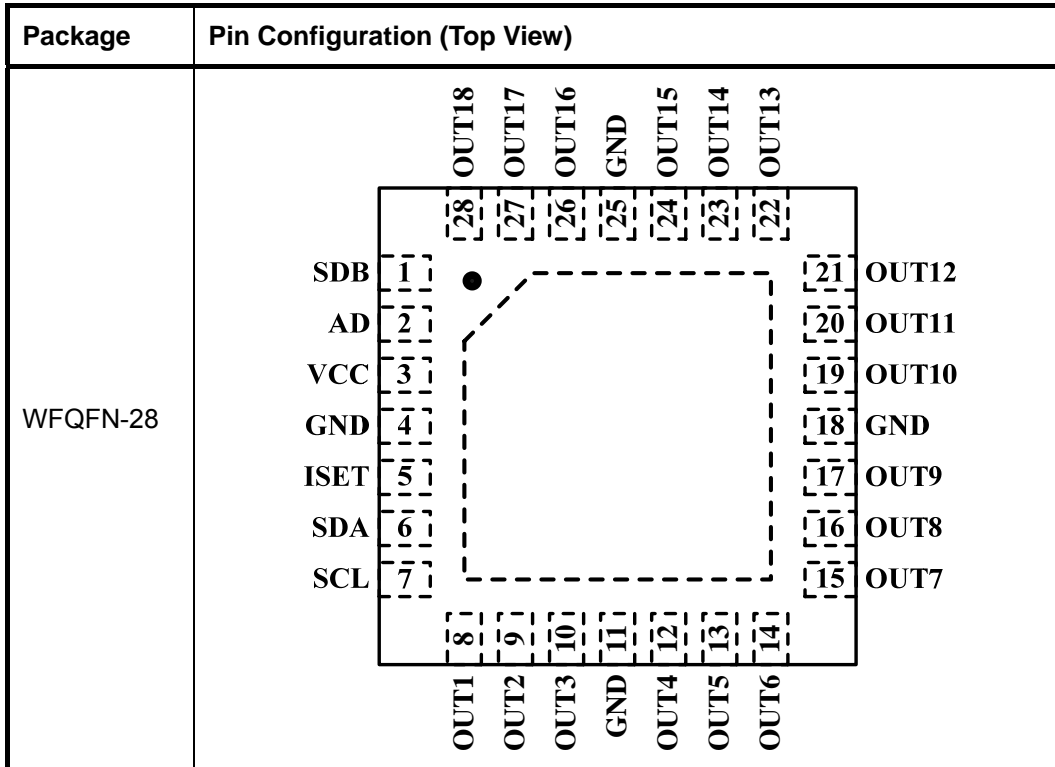 Package Pin Configuration (Top View)
WFQFN-28
OUT18 OUT17 OUT16 GND OUT15 OUT14 OUT13
28 27 26 25 24 23 22
SDB 1 21 OUT12
AD 2 20 OUT11
VCC 3 19 OUT10
GND 4 18 GND
ISET 5 17 OUT9
SDA 6 16 OUT8
SCL 7 15 OUT7
8 9 10 11 12 13 14
OUT1 OUT2 OUT3 GND OUT4 OUT5 OUT6